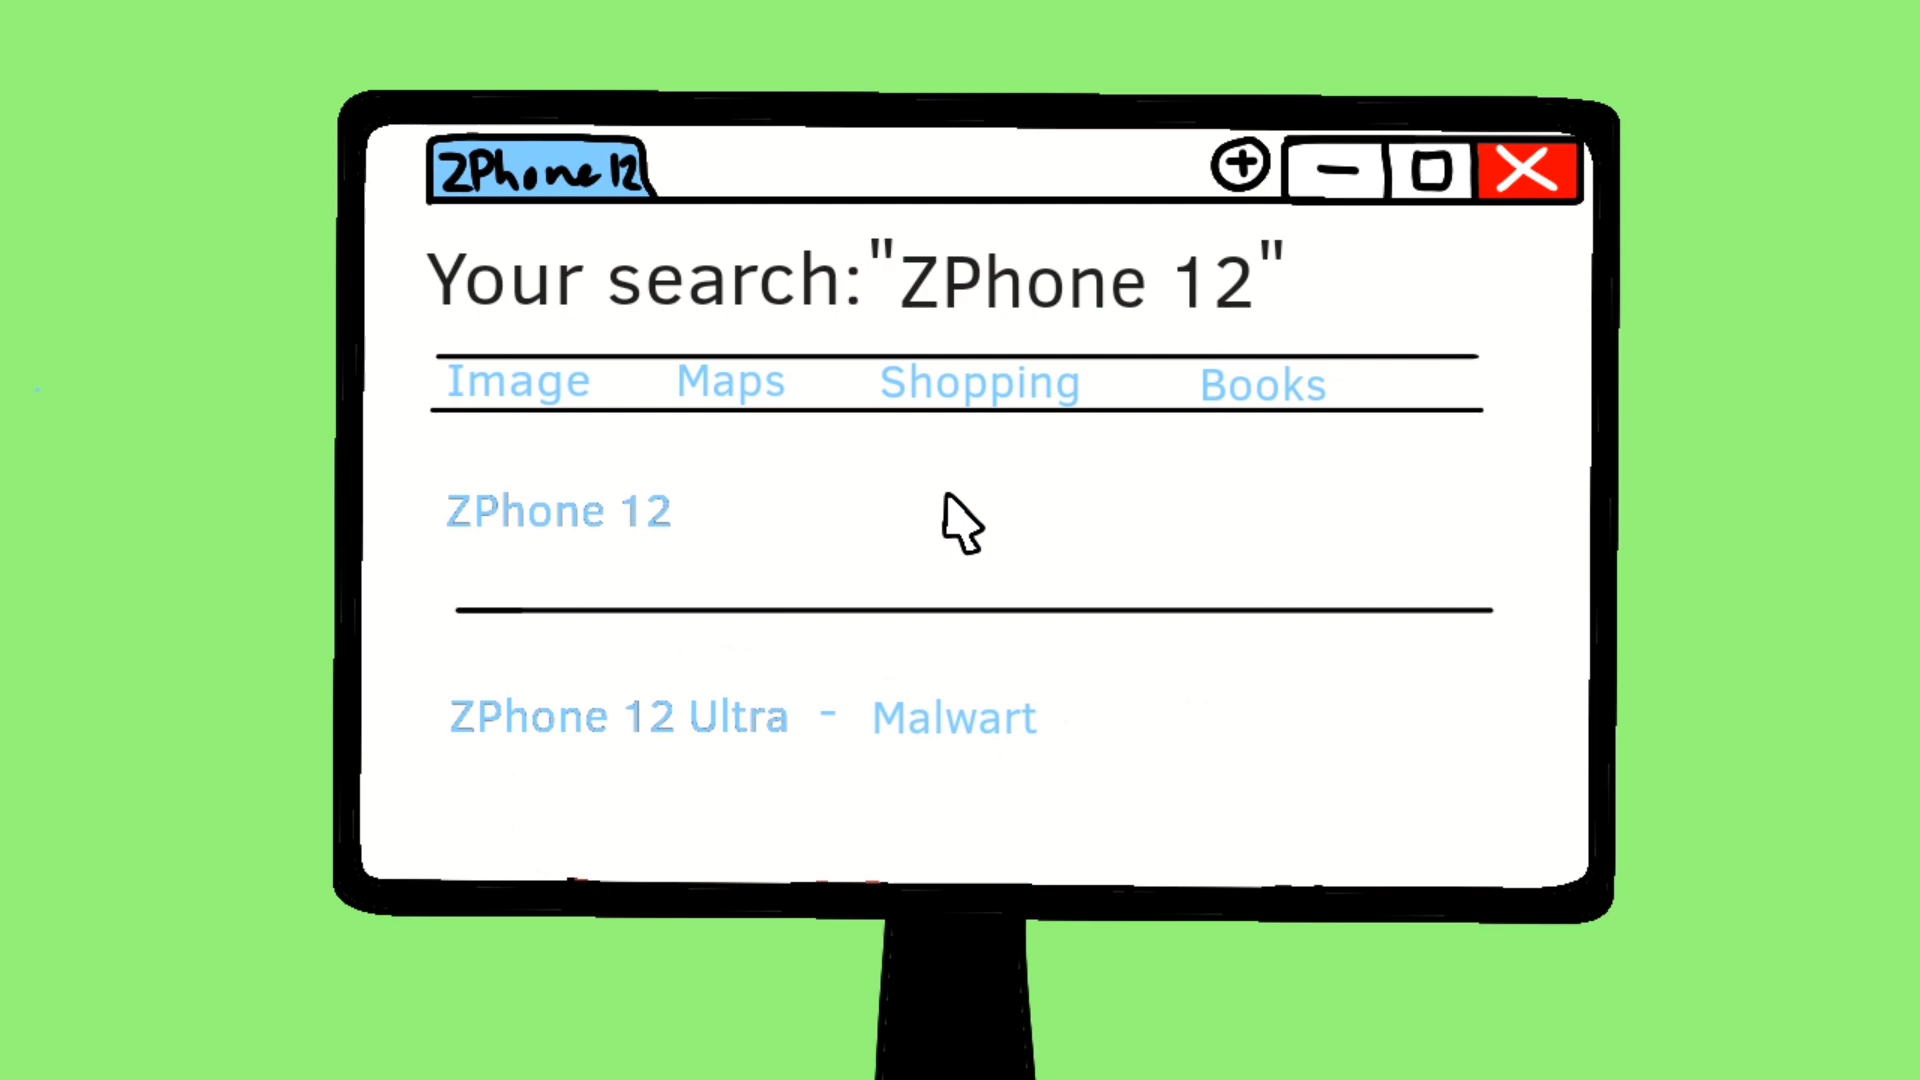 ZPhone 12
Your search:"ZPhone 12"
Image Maps Shopping Books
ZPhone 12
ZPhone 12 Ultra - Malwart